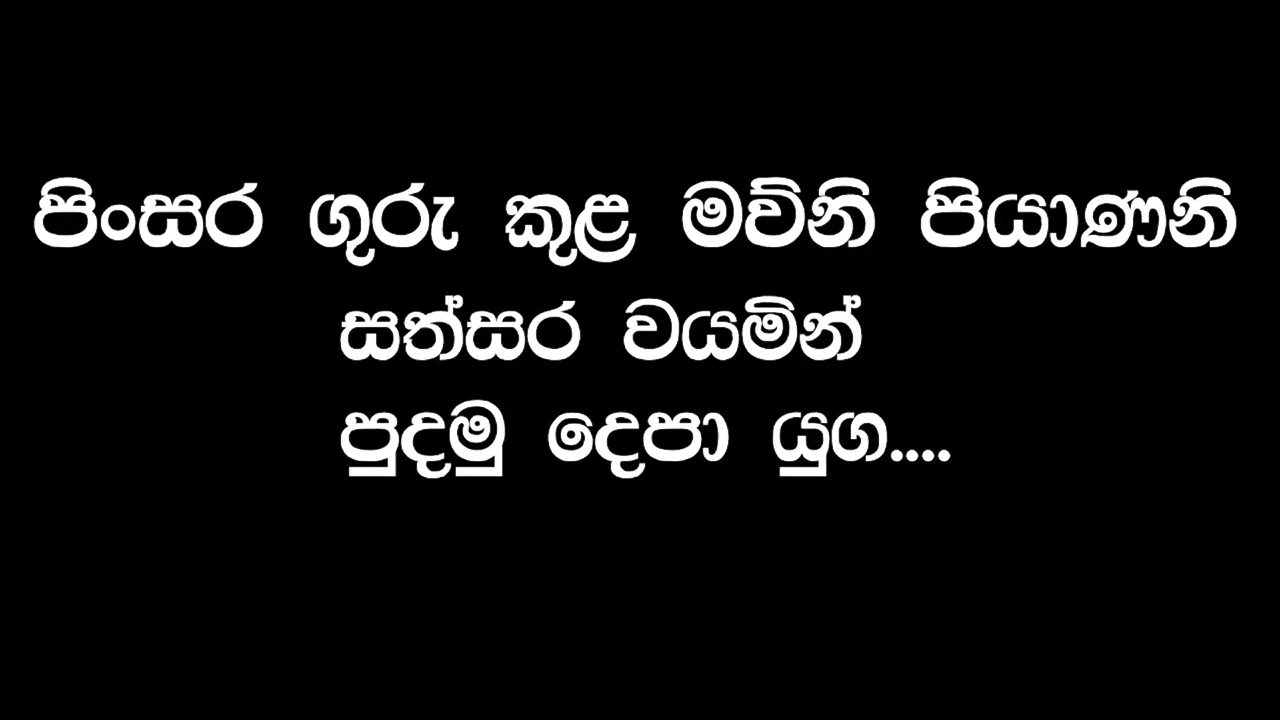 පිංසර ගුරු කුළ මව්නි පියාණනි
සත්සර වයමින්
පුදමු දෙපා යුග....